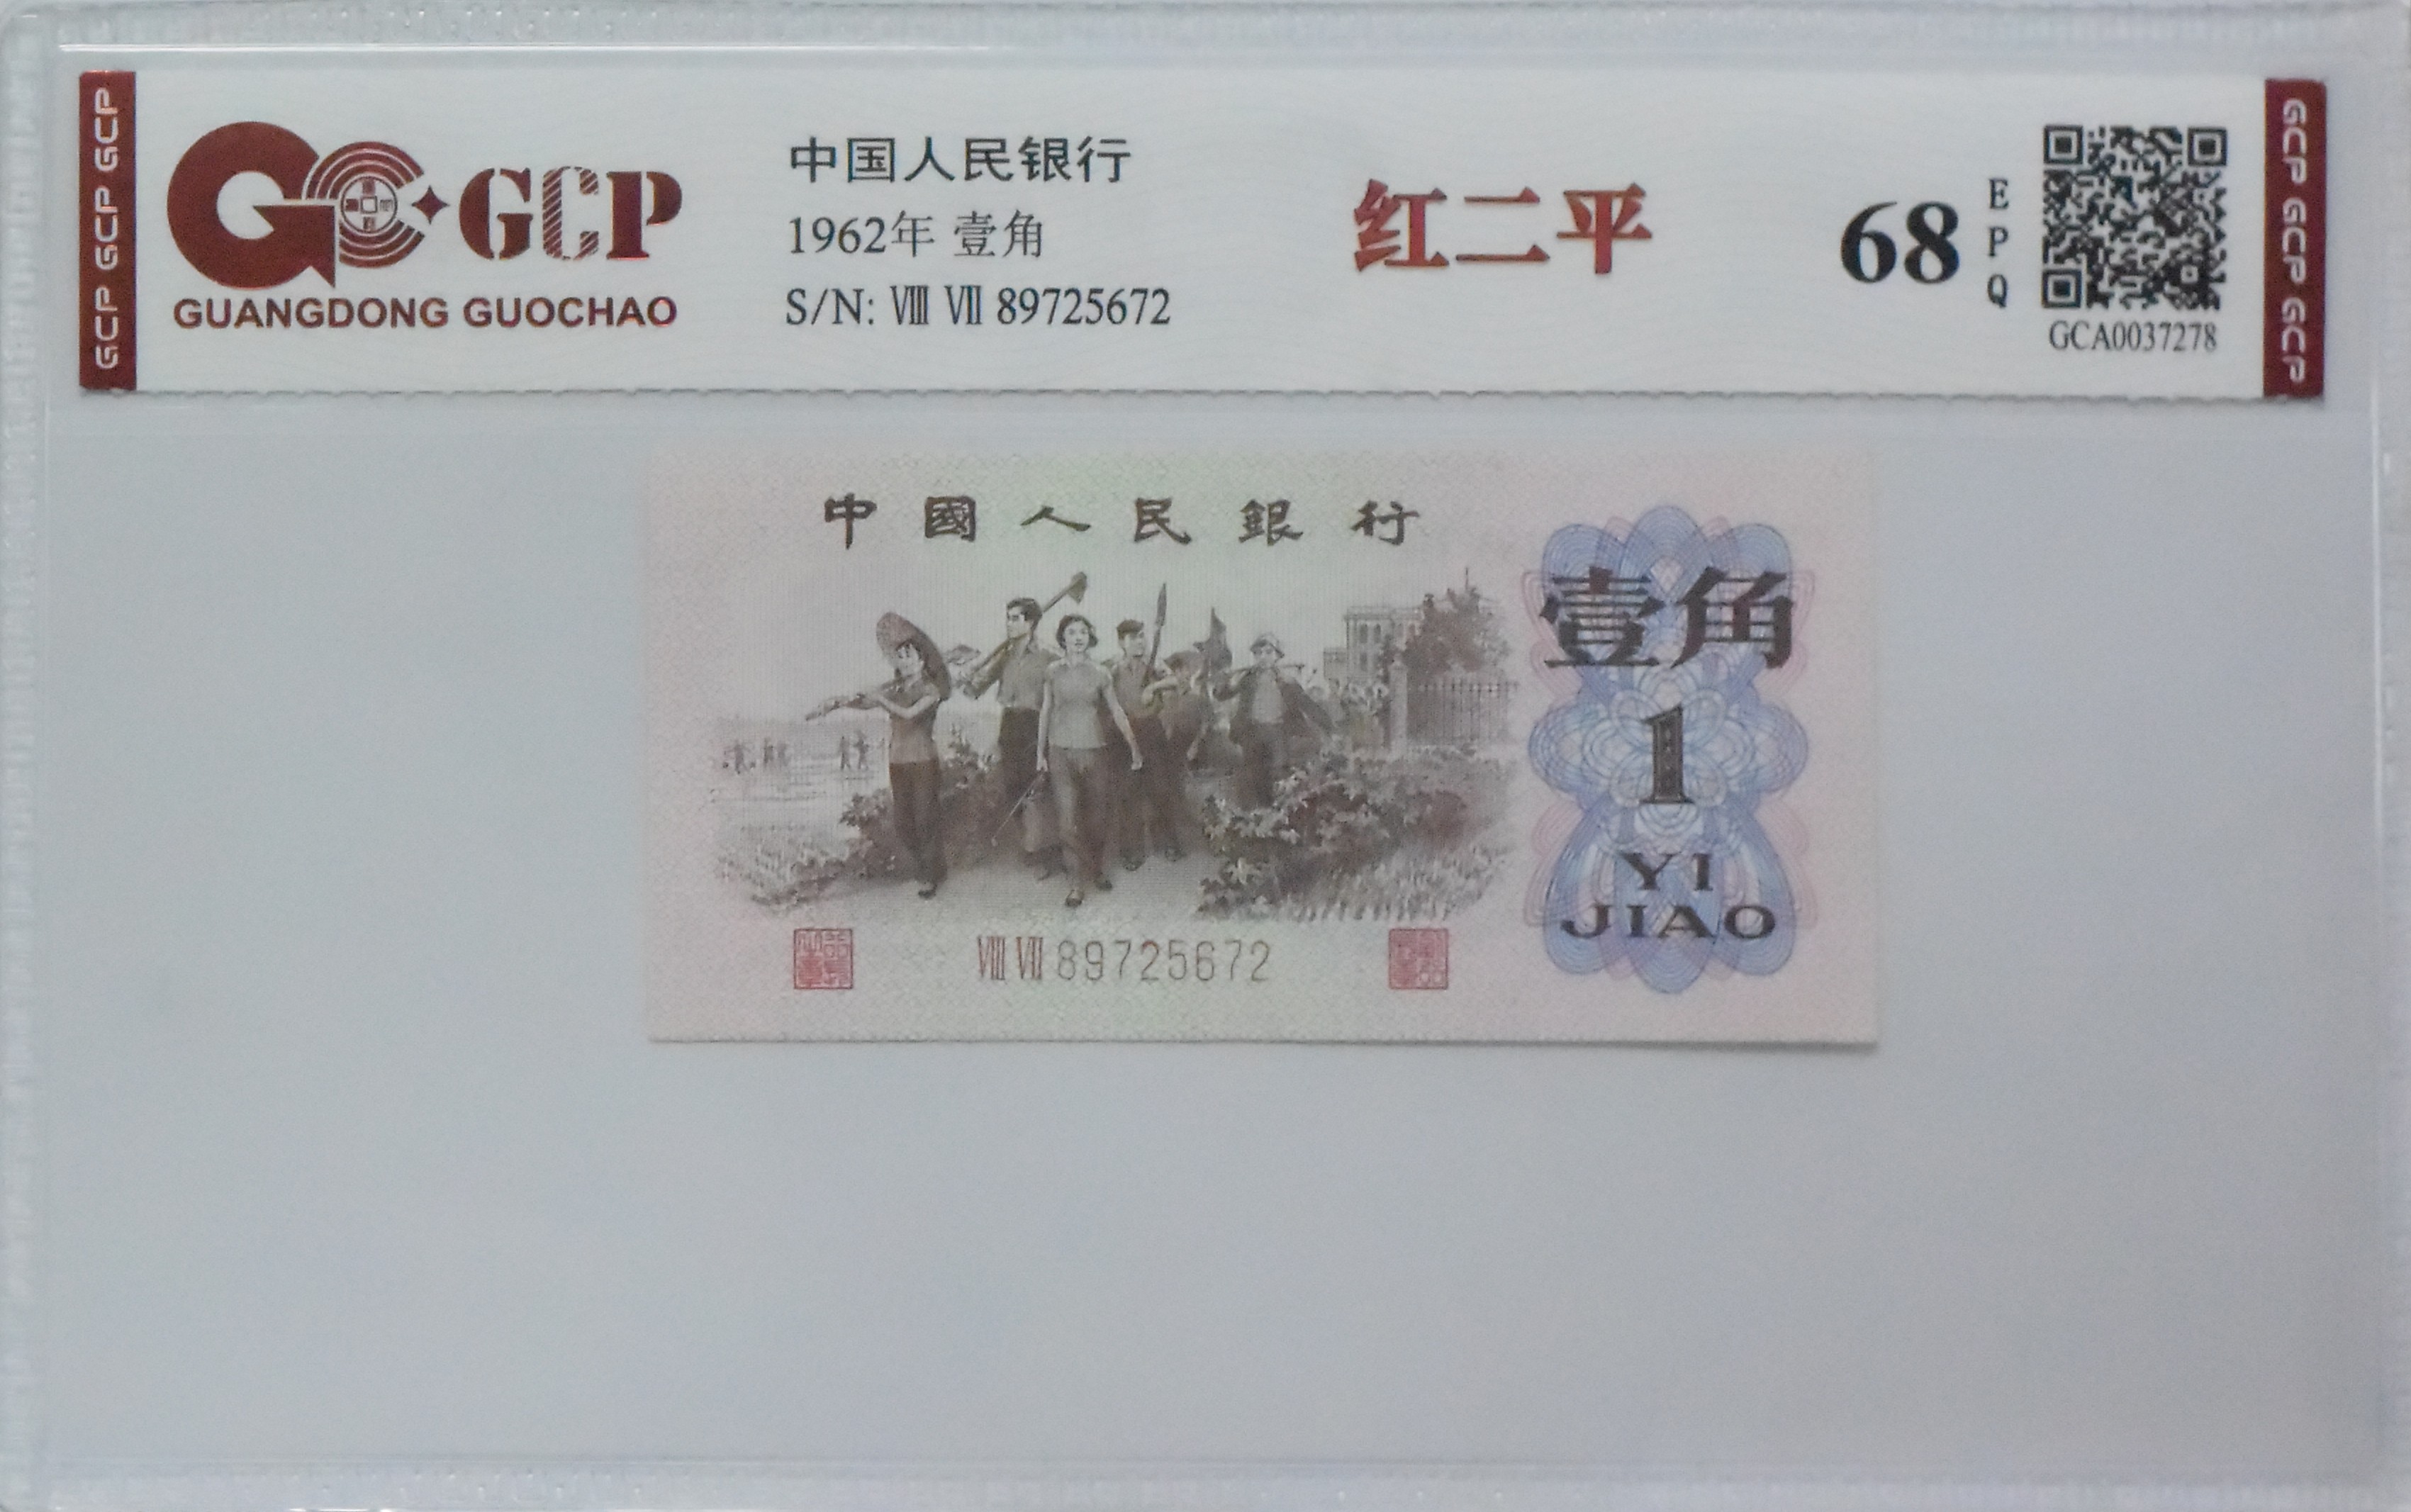 GCP GCP GCP
GCP
GUANGDONG GUOCHAO
中国人民银行
1962年 壹角
S/N: Ⅷ Ⅶ 89725672
红二平
68
EPQ
GCA0037278
GCP GCP GCP
中國人民銀行
壹角
1
YI
JIAO
Ⅷ Ⅶ 89725672